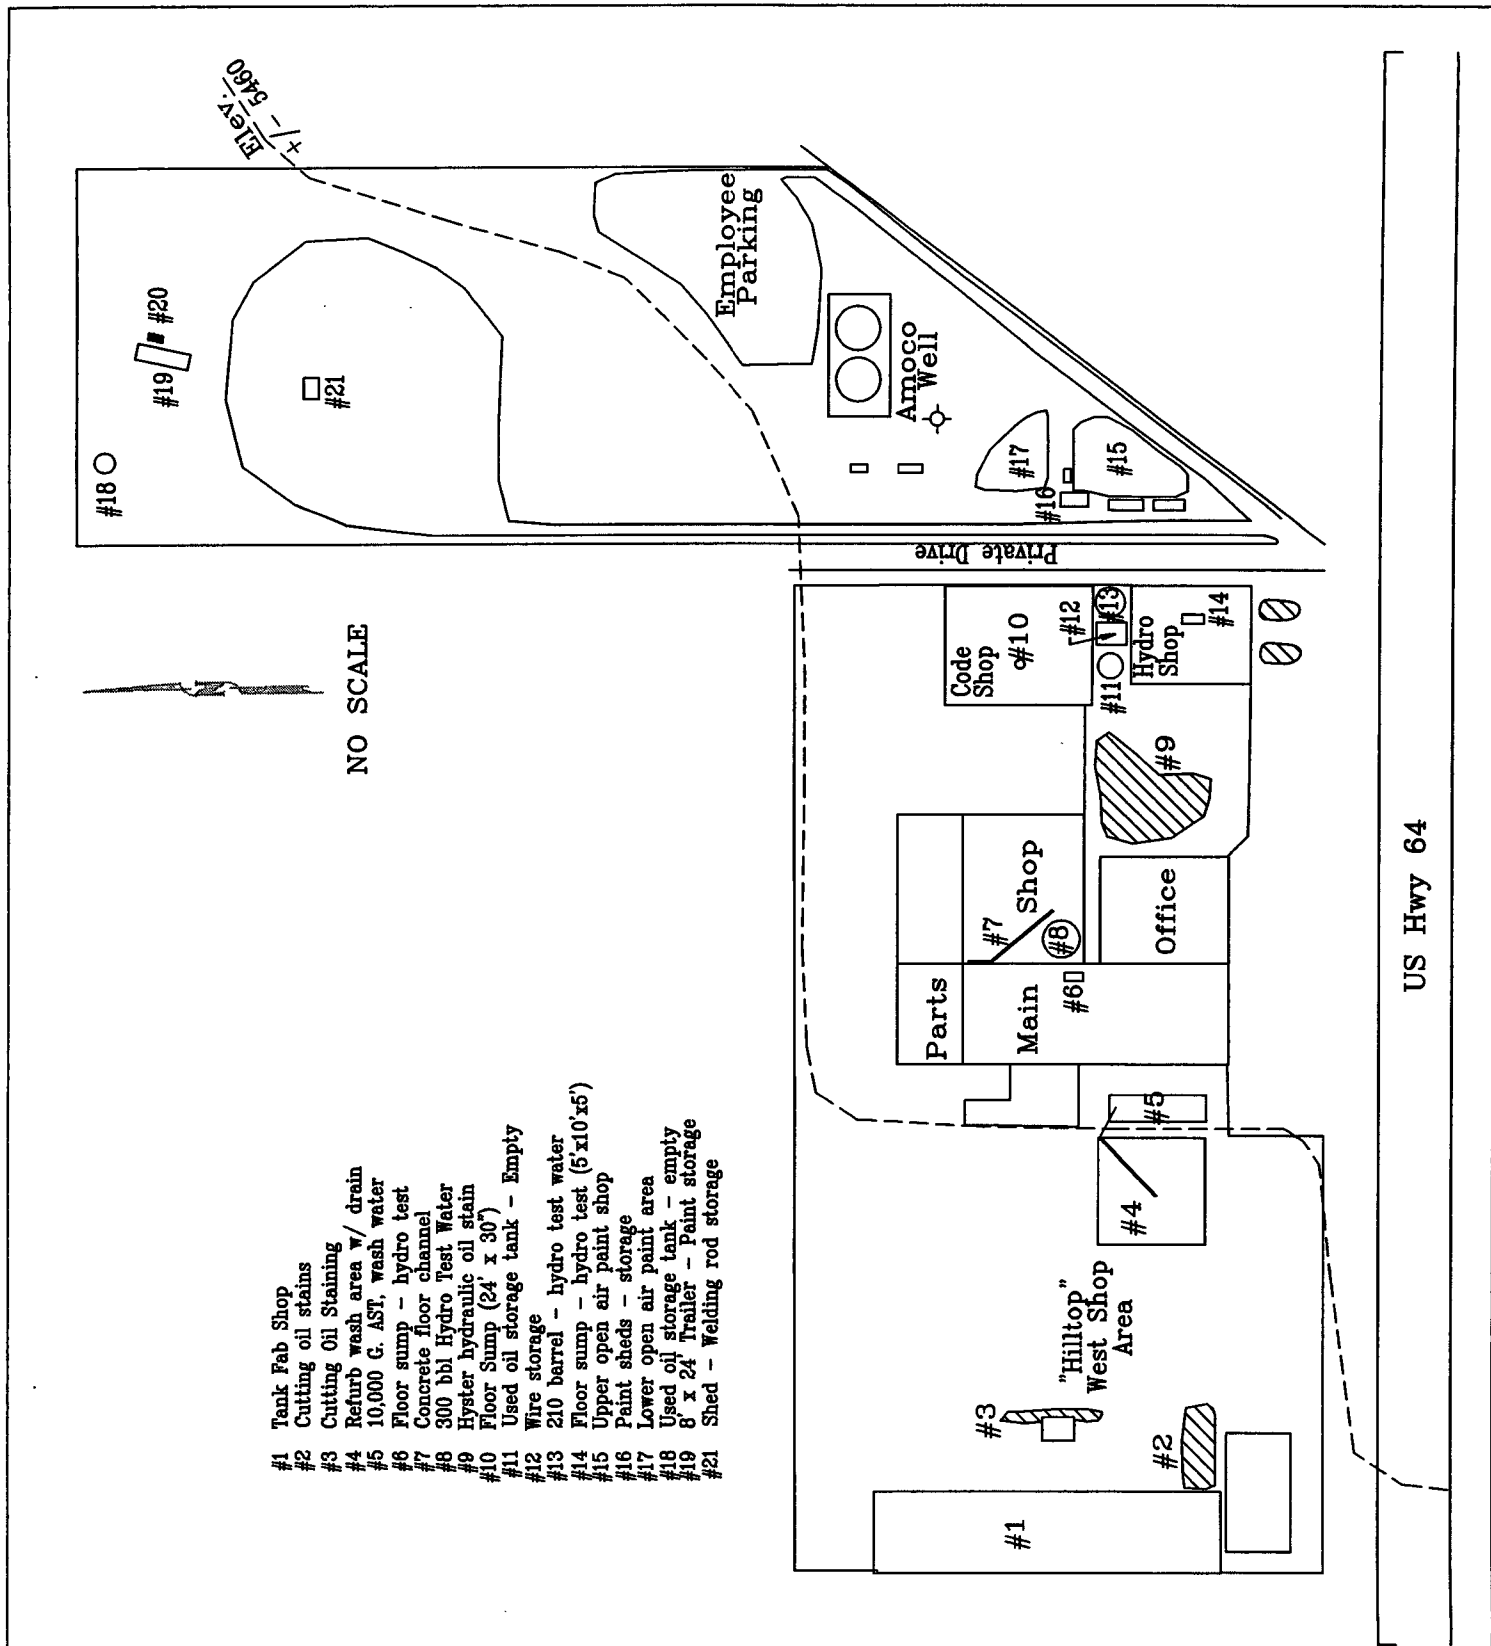 #1 Tank Fab Shop
#2 Cutting oil stains
#3 Cutting Oil Staining
#4 Refurb wash area w/ drain
#5 10,000 G. AST, wash water
#6 Floor sump - hydro test
#7 Concrete floor channel
#8 300 bbl Hydro Test Water
#9 Hyster hydraulic oil stain
#10 Floor Sump (24' x 30")
#11 Used oil storage tank - Empty
#12 Wire storage
#13 210 barrel - hydro test water
#14 Floor sump - hydro test (5'x10'x5')
#15 Upper open air paint shop
#16 Paint sheds - storage
#17 Lower open air paint area
#18 Used oil storage tank - empty
#19 8' x 24' Trailer - Paint storage
#21 Shed - Welding rod storage
NO SCALE
N
Elev.
+/- 5460
#18
#19
#20
#21
Employee
Parking
Amoco
Well
#17
#16
#15
Private Drive
Code
Shop
#10
#12
#13
#11
Hydro
Shop
#14
#9
Parts
Main
Shop
#7
#8
#6
Office
#5
#4
"Hilltop"
West Shop
Area
#3
#2
#1
US Hwy 64